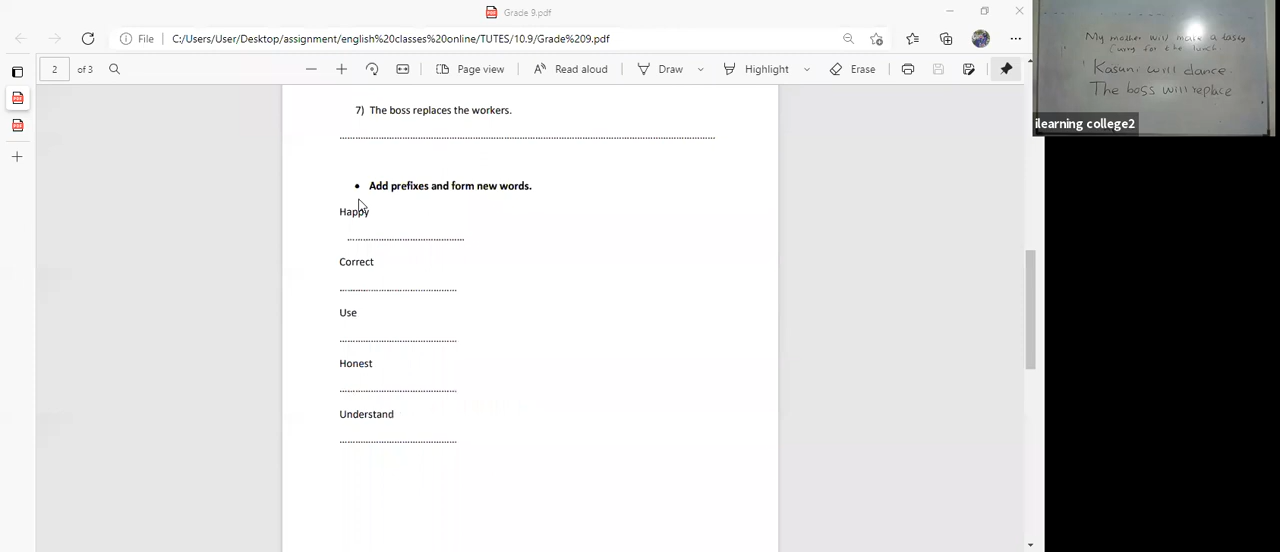 Grade 9.pdf
File
C:/Users/User/Desktop/assignment/english%20classes%20online/TUTES/10.9/Grade%209.pdf
2 of 3
Page view
Read aloud
Draw
Highlight
Erase
7) The boss replaces the workers.
Add prefixes and form new words.
Happy
Correct
Use
Honest
Understand
My mother will make a tasty
curry for the lunch
Kasuni will dance.
The boss will replace
ilearning college2